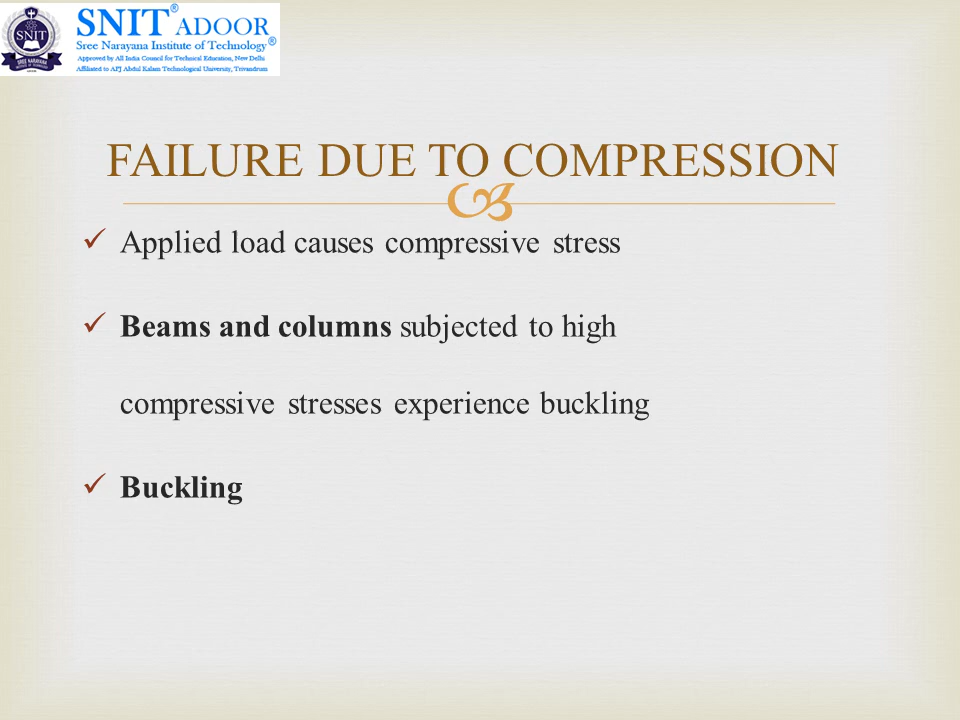 SNIT® ADOOR
Sree Narayana Institute of Technology®
Approved by All India Council for Technical Education, New Delhi
Affiliated to APJ Abdul Kalam Technological University, Trivandrum
SNIT
FAILURE DUE TO COMPRESSION
✓ Applied load causes compressive stress
✓ Beams and columns subjected to high
compressive stresses experience buckling
✓ Buckling